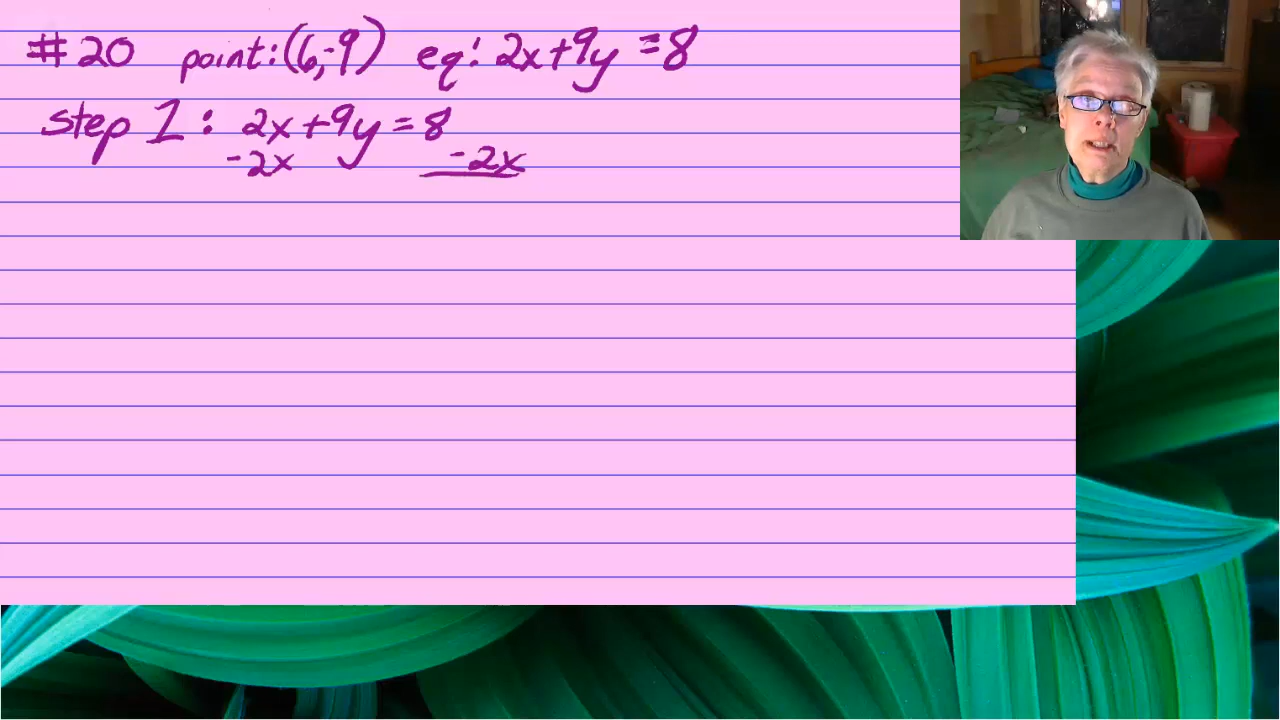 #20 point: (6,-9) eq: 2x+9y=8
step 1: 2x+9y=8
-2x -2x